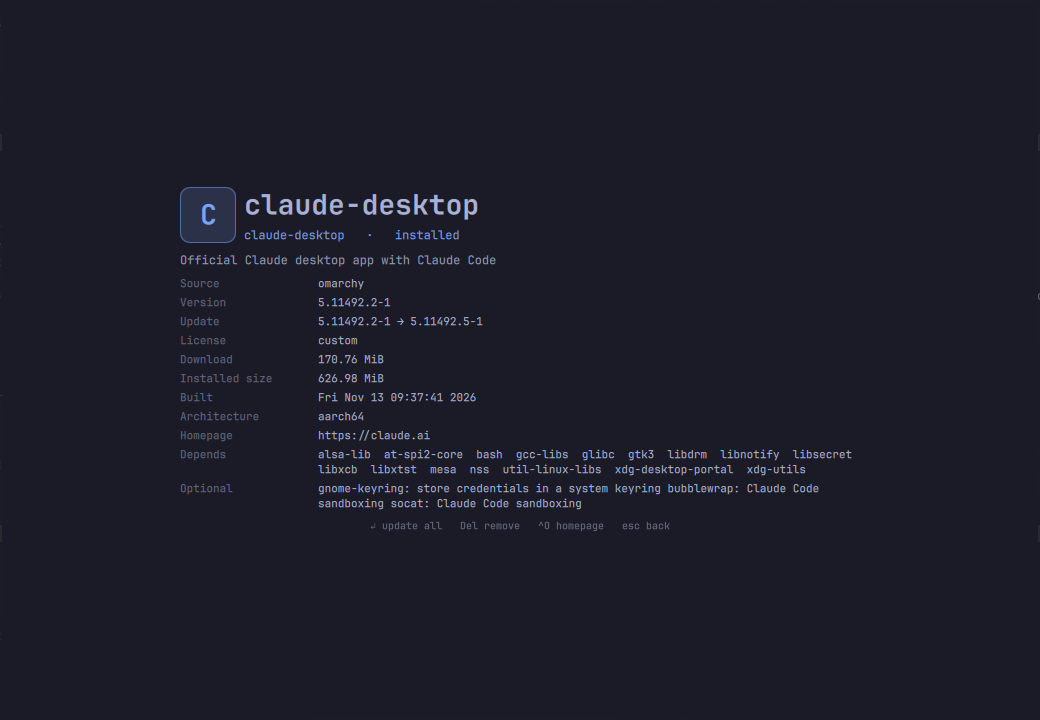 C
claude-desktop
claude-desktop · installed
Official Claude desktop app with Claude Code
Source omarchy
Version 5.11492.2-1
Update 5.11492.2-1 → 5.11492.5-1
License custom
Download 170.76 MiB
Installed size 626.98 MiB
Built Fri Nov 13 09:37:41 2026
Architecture aarch64
Homepage https://claude.ai
Depends alsa-lib at-spi2-core bash gcc-libs glibc gtk3 libdrm libnotify libsecret
libxcb libxtst mesa nss util-linux-libs xdg-desktop-portal xdg-utils
Optional gnome-keyring: store credentials in a system keyring bubblewrap: Claude Code
sandboxing socat: Claude Code sandboxing
↲ update all Del remove ^O homepage esc back